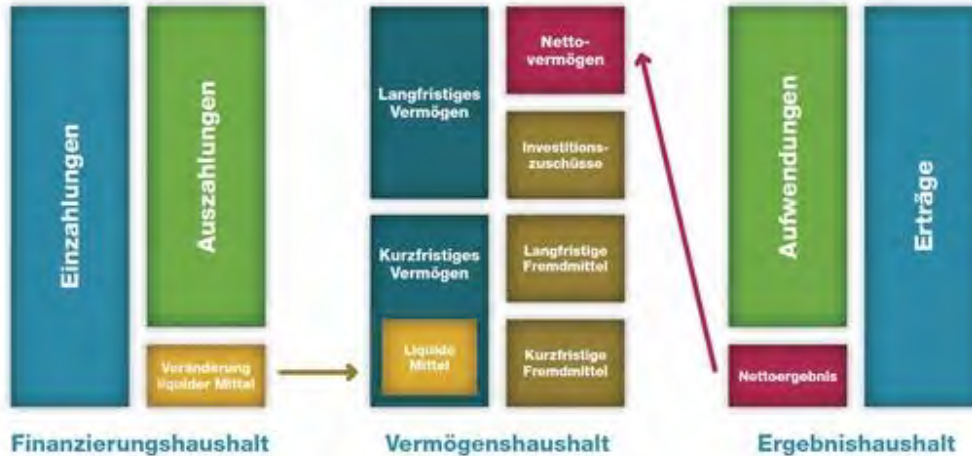 Einzahlungen
Auszahlungen
Veränderung
liquider Mittel
Finanzierungshaushalt
Langfristiges
Vermögen
Kurzfristiges
Vermögen
Liquide
Mittel
Netto-
vermögen
Investitions-
zuschüsse
Langfristige
Fremdmittel
Kurzfristige
Fremdmittel
Vermögenshaushalt
Aufwendungen
Nettoergebnis
Erträge
Ergebnishaushalt